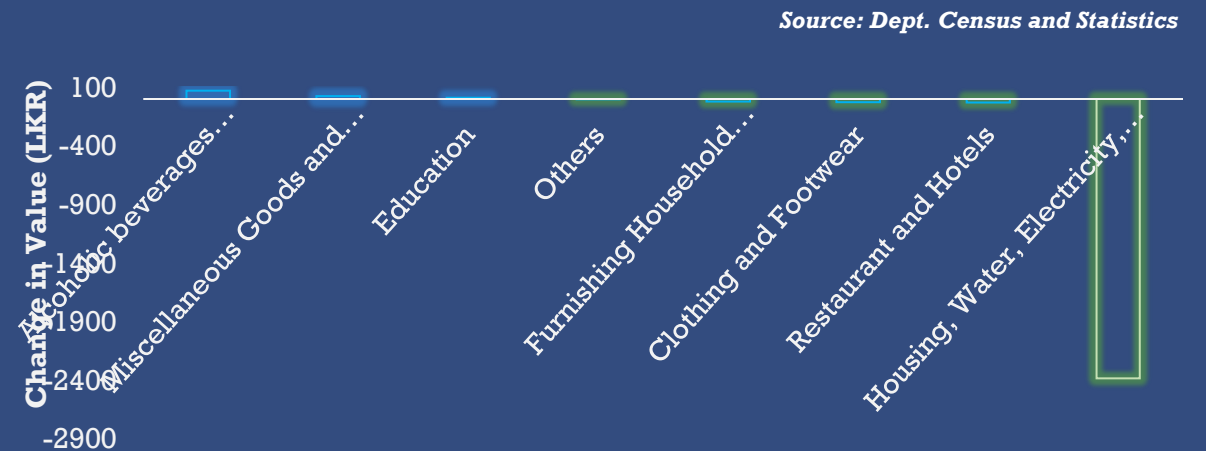 Source: Dept. Census and Statistics
Change in Value (LKR)
100
-400
-900
-1400
-1900
-2400
-2900
Alcoholic beverages...
Miscellaneous Goods and...
Education
Others
Furnishing Household...
Clothing and Footwear
Restaurant and Hotels
Housing, Water, Electricity,...